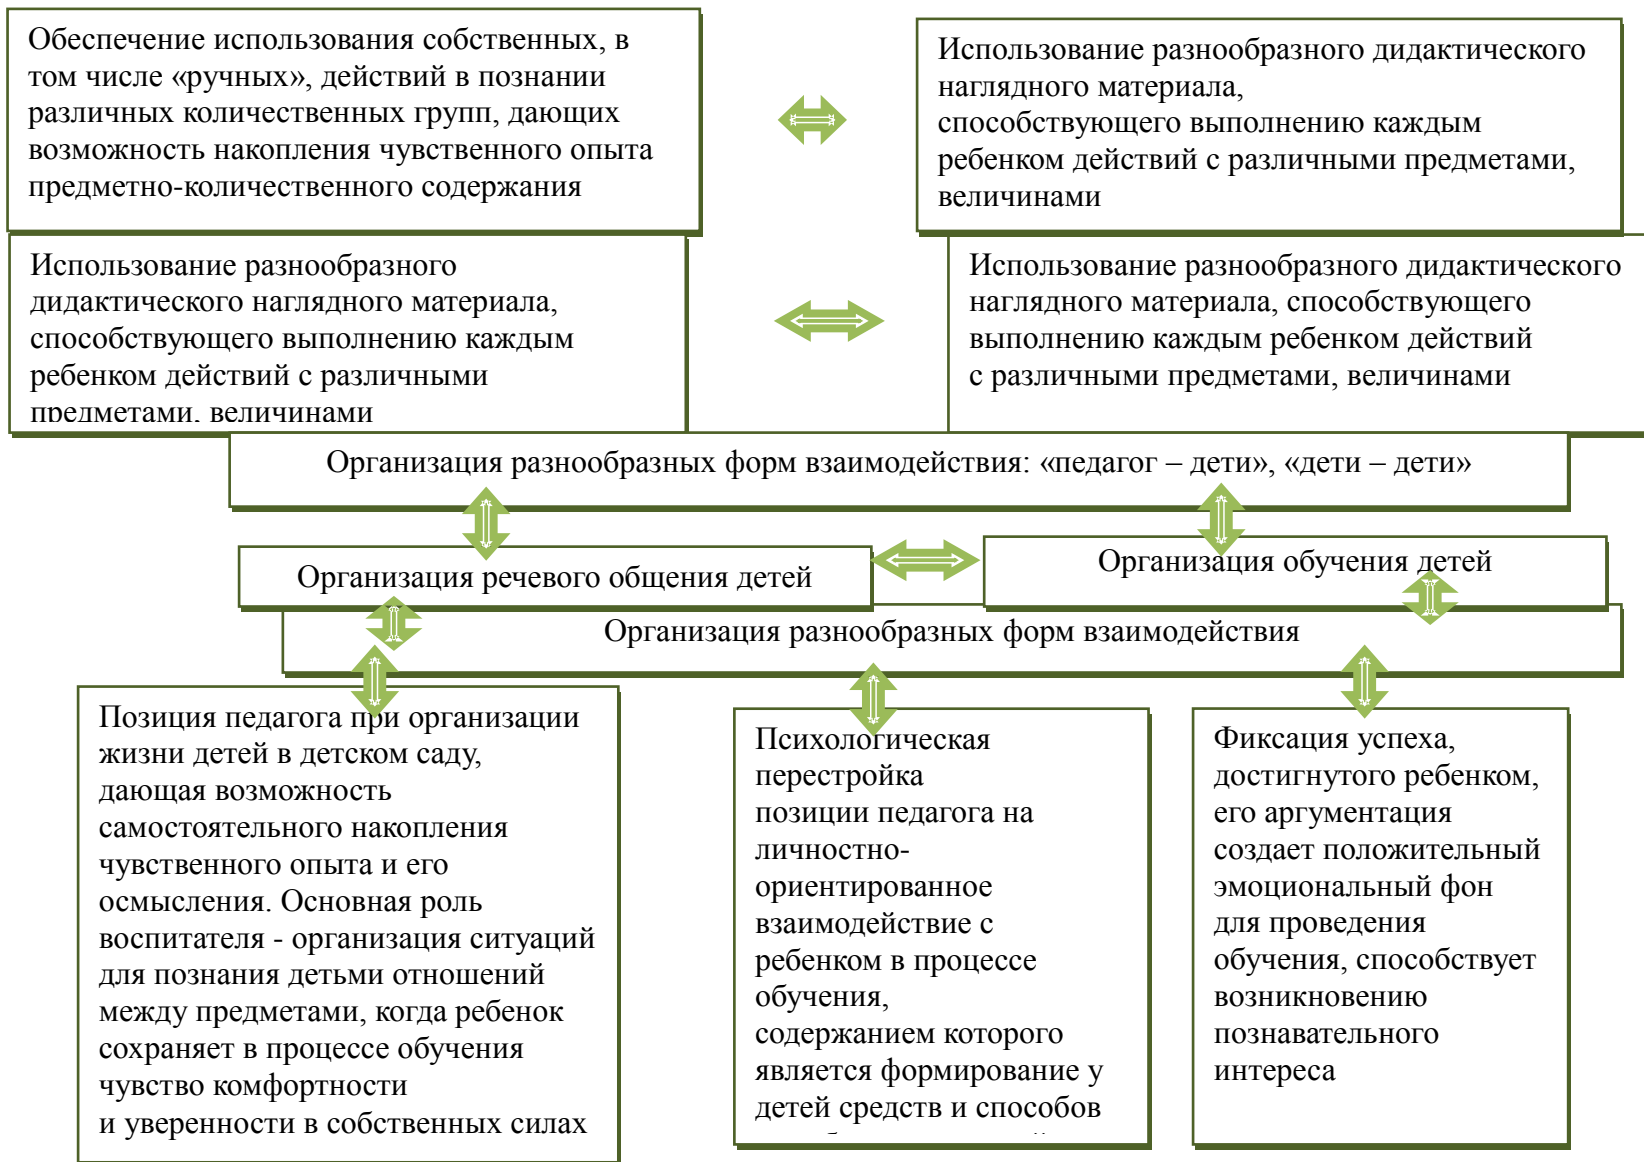 Обеспечение использования собственных, в
том числе «ручных», действий в познании
различных количественных групп, дающих
возможность накопления чувственного опыта
предметно-количественного содержания
Использование разнообразного дидактического
наглядного материала,
способствующего выполнению каждым
ребенком действий с различными предметами,
величинами
Использование разнообразного
дидактического наглядного материала,
способствующего выполнению каждым
ребенком действий с различными
предметами, величинами
Использование разнообразного дидактического
наглядного материала, способствующего
выполнению каждым ребенком действий
с различными предметами, величинами
Организация разнообразных форм взаимодействия: «педагог – дети», «дети – дети»
Организация речевого общения детей
Организация обучения детей
Организация разнообразных форм взаимодействия
Позиция педагога при организации
жизни детей в детском саду,
дающая возможность
самостоятельного накопления
чувственного опыта и его
осмысления. Основная роль
воспитателя - организация ситуаций
для познания детьми отношений
между предметами, когда ребенок
сохраняет в процессе обучения
чувство комфортности
и уверенности в собственных силах
Психологическая
перестройка
позиции педагога на
личностно-
ориентированное
взаимодействие с
ребенком в процессе
обучения,
содержанием которого
является формирование у
детей средств и способов
Фиксация успеха,
достигнутого ребенком,
его аргументация
создает положительный
эмоциональный фон
для проведения
обучения, способствует
возникновению
познавательного
интереса